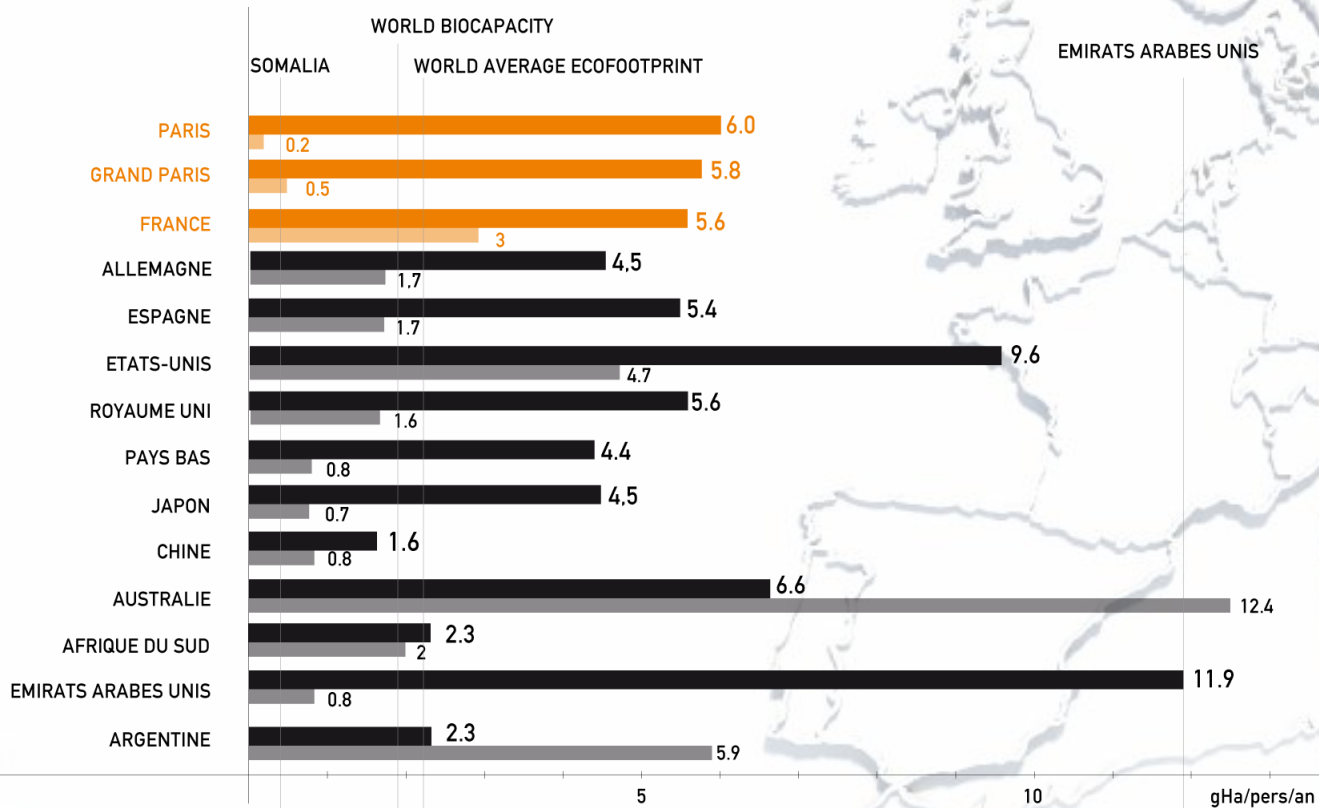 WORLD BIOCAPACITY
SOMALIA
WORLD AVERAGE ECOFOOTPRINT
EMIRATS ARABES UNIS
PARIS
6.0
0.2
GRAND PARIS
5.8
0.5
FRANCE
5.6
3
ALLEMAGNE
4,5
1.7
ESPAGNE
5.4
1.7
ETATS-UNIS
9.6
4.7
ROYAUME UNI
5.6
1.6
PAYS BAS
4.4
0.8
JAPON
4,5
0.7
CHINE
1.6
0.8
AUSTRALIE
6.6
12.4
AFRIQUE DU SUD
2.3
2
EMIRATS ARABES UNIS
11.9
0.8
ARGENTINE
2.3
5.9
5
10
gHa/pers/an